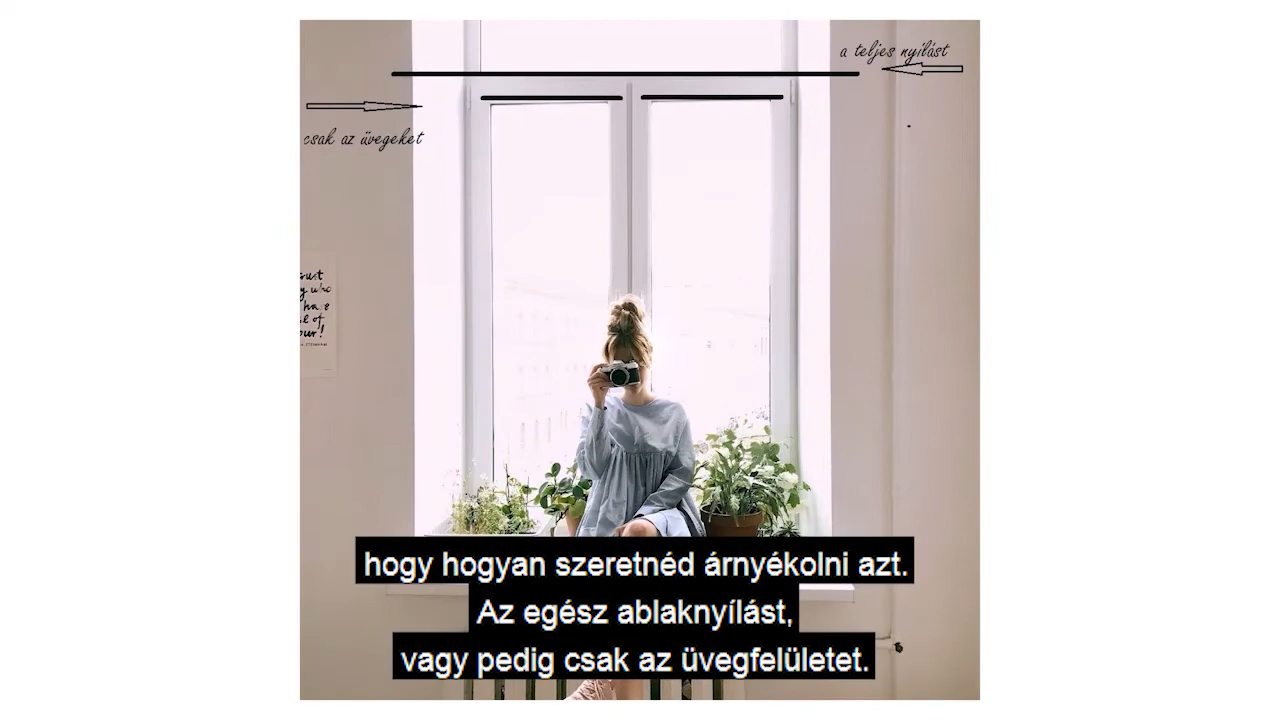 a teljes nyílást
csak az üvegeket
hogy hogyan szeretnéd árnyékolni azt.
Az egész ablaknyílást,
vagy pedig csak az üvegfelületet.